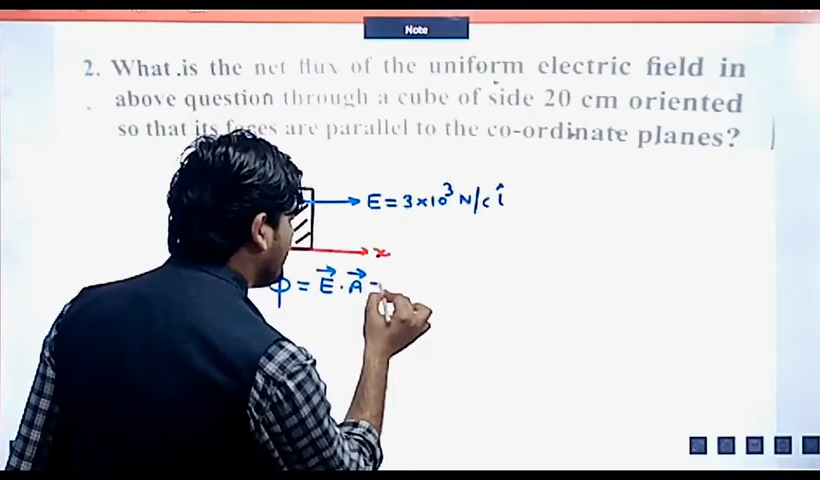 Note
2. What is the net flux of the uniform electric field in
above question through a cube of side 20 cm oriented
so that its faces are parallel to the co-ordinate planes?
E = 3×10³ N/C î
x
ϕ = E⃗ · A⃗ =